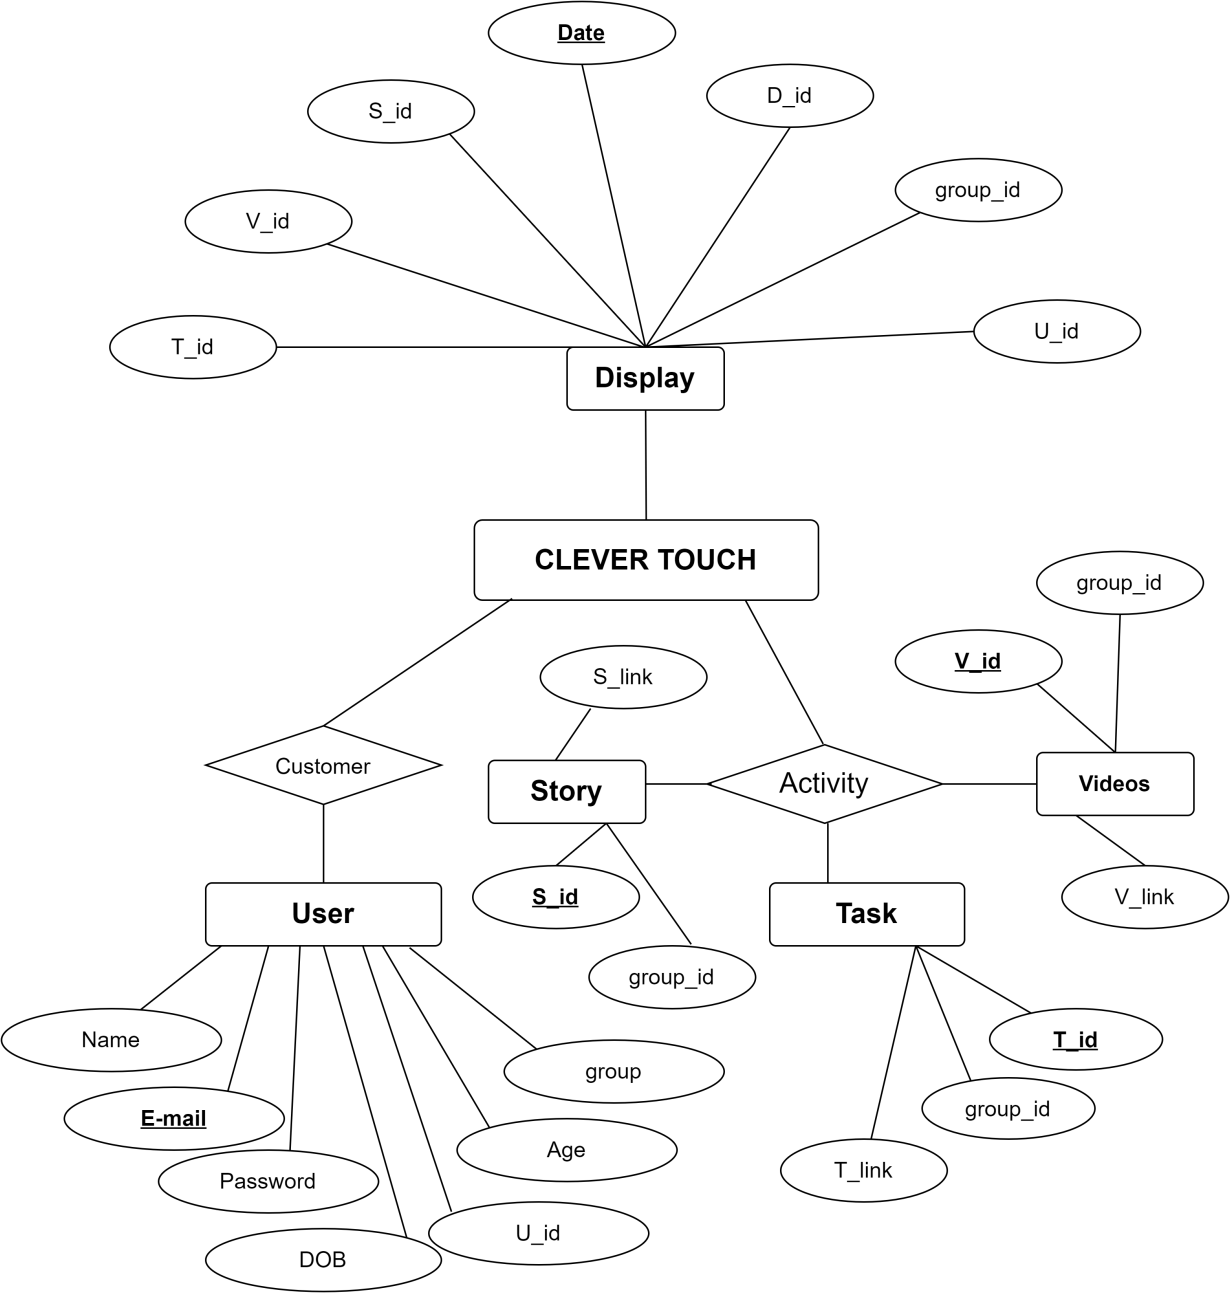 Date
D_id
S_id
group_id
V_id
U_id
T_id
Display
CLEVER TOUCH
group_id
V_id
S_link
Customer
Story
Activity
Videos
S_id
V_link
User
Task
group_id
Name
T_id
group
E-mail
group_id
Age
Password
T_link
U_id
DOB